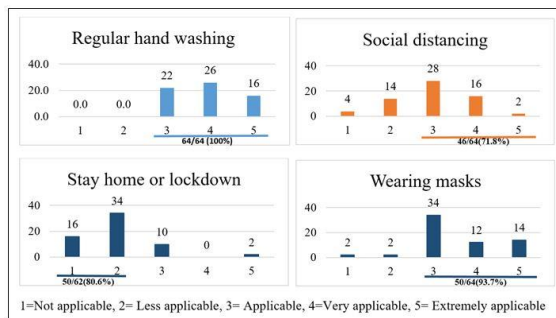 Regular hand washing
40.0
20.0
0.0
0.0 0.0 22 26 16
1 2 3 4 5
64/64 (100%)
Social distancing
40
20
0
4 14 28 16 2
1 2 3 4 5
46/64(71.8%)
Stay home or lockdown
40
20
0
16 34 10 0 2
1 2 3 4 5
50/62(80.6%)
Wearing masks
40
20
0
2 2 34 12 14
1 2 3 4 5
50/64(93.7%)
1=Not applicable, 2= Less applicable, 3= Applicable, 4=Very applicable, 5= Extremely applicable